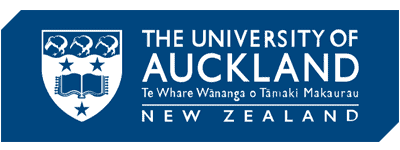 THE UNIVERSITY OF
AUCKLAND
Te Whare Wānanga o Tāmaki Makaurau
NEW ZEALAND